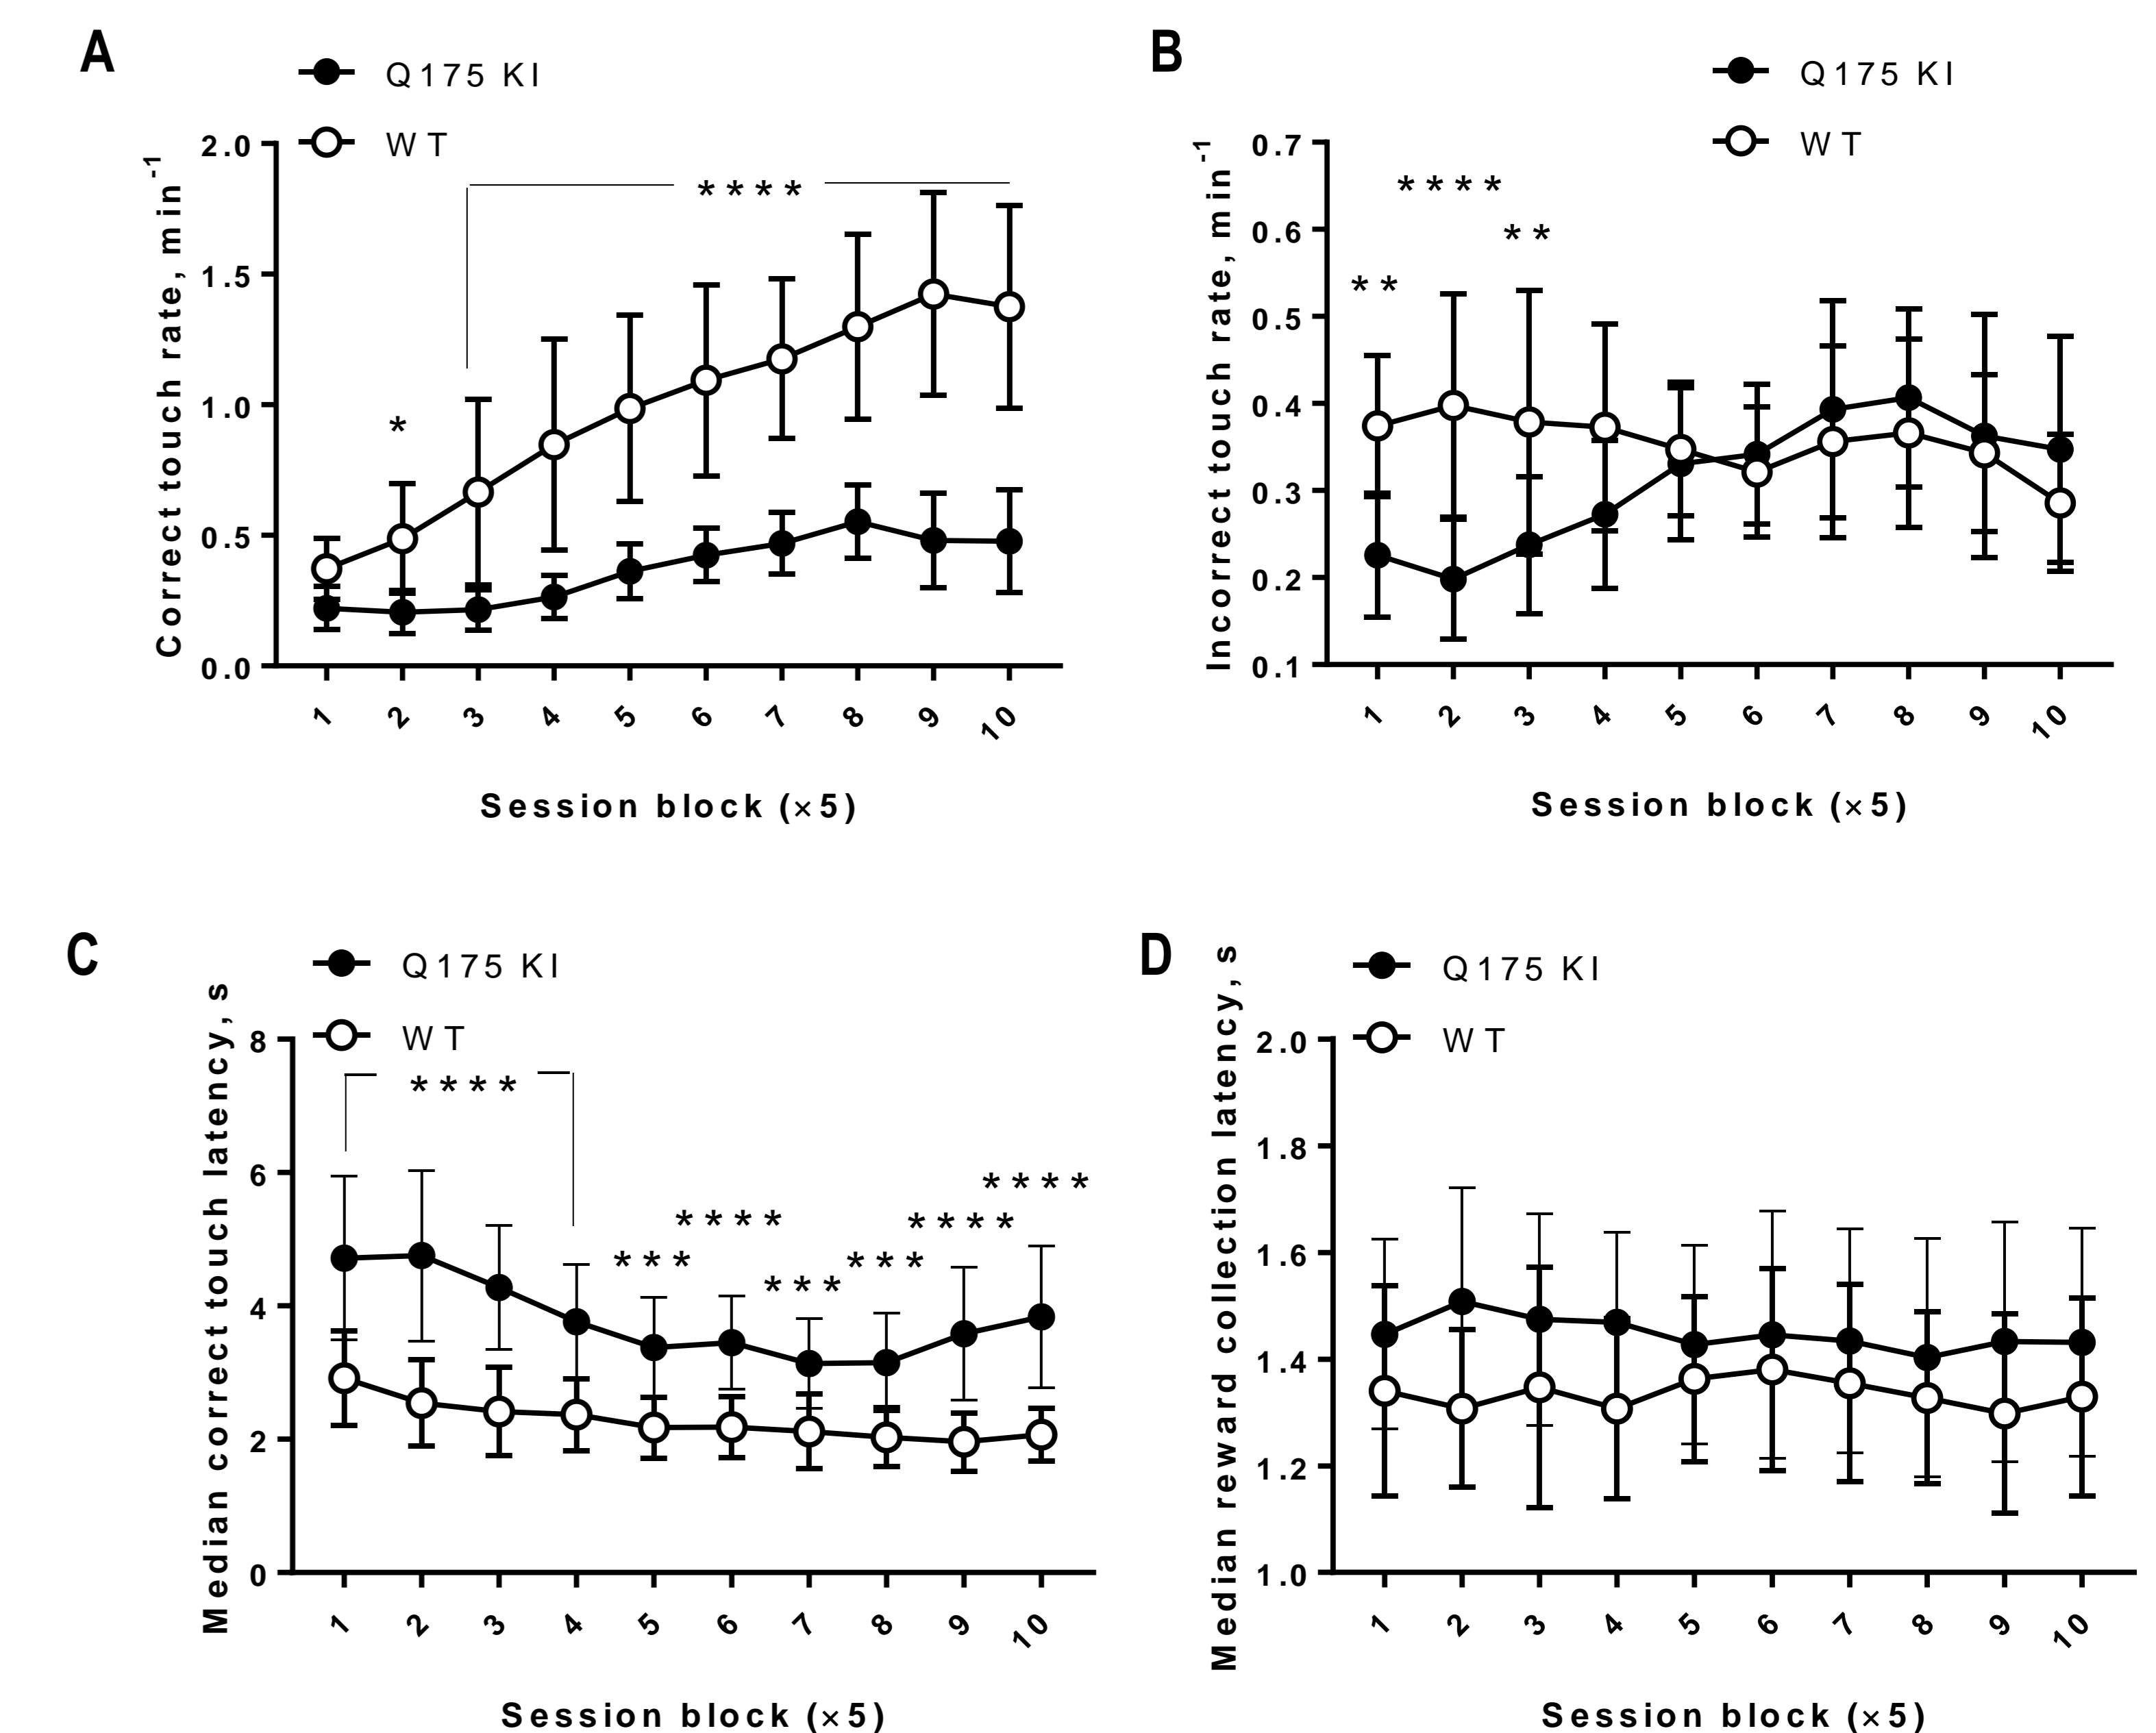 A
Q175 KI
WT
Correct touch rate, min-1
2.0
1.5
1.0
0.5
0.0
*
****
1 2 3 4 5 6 7 8 9 10
Session block (×5)
B
Q175 KI
WT
Incorrect touch rate, min-1
0.7
0.6
0.5
0.4
0.3
0.2
0.1
**
****
**
1 2 3 4 5 6 7 8 9 10
Session block (×5)
C
Q175 KI
WT
Median correct touch latency, s
8
6
4
2
0
****
***
****
***
***
****
****
1 2 3 4 5 6 7 8 9 10
Session block (×5)
D
Q175 KI
WT
Median reward collection latency, s
2.0
1.8
1.6
1.4
1.2
1.0
1 2 3 4 5 6 7 8 9 10
Session block (×5)